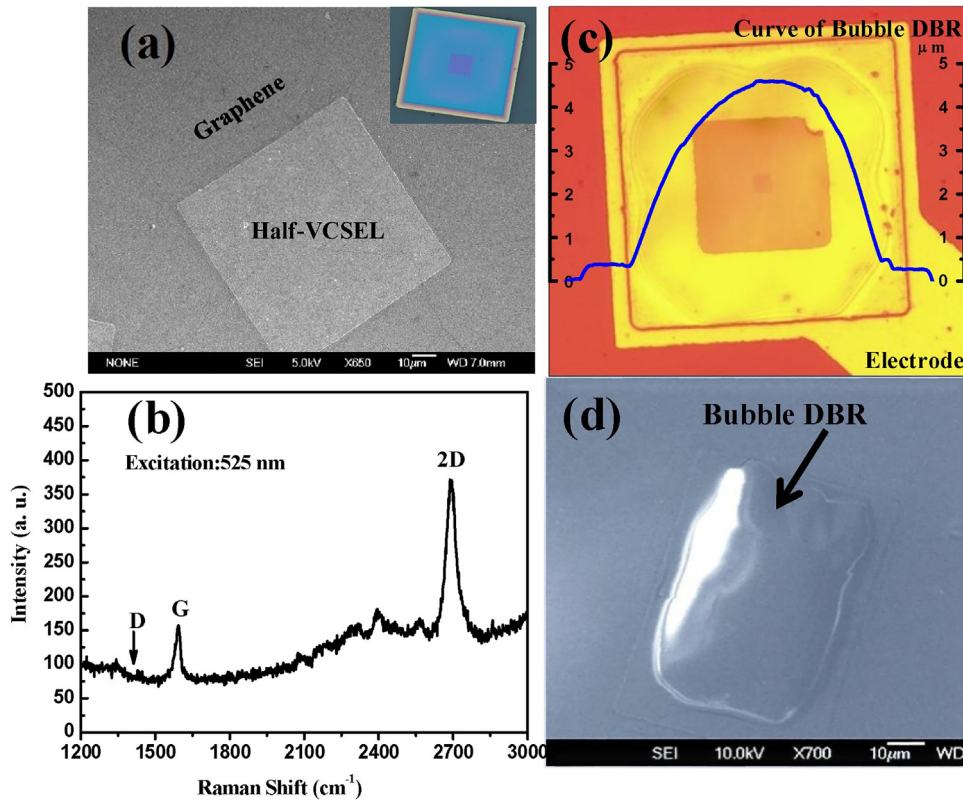 (a)
Graphene
Half-VCSEL
NONE SEI 5.0kV X650 10μm WD 7.0mm
(c)
Curve of Bubble DBR
μ m
5 5
4 4
3 3
2 2
1 1
0 0
Electrode
(b)
Excitation:525 nm
2D
G
D
Intensity (a. u.)
500
450
400
350
300
250
200
150
100
50
0
1200 1500 1800 2100 2400 2700 3000
Raman Shift (cm⁻¹)
(d)
Bubble DBR
SEI 10.0kV X700 10μm WD